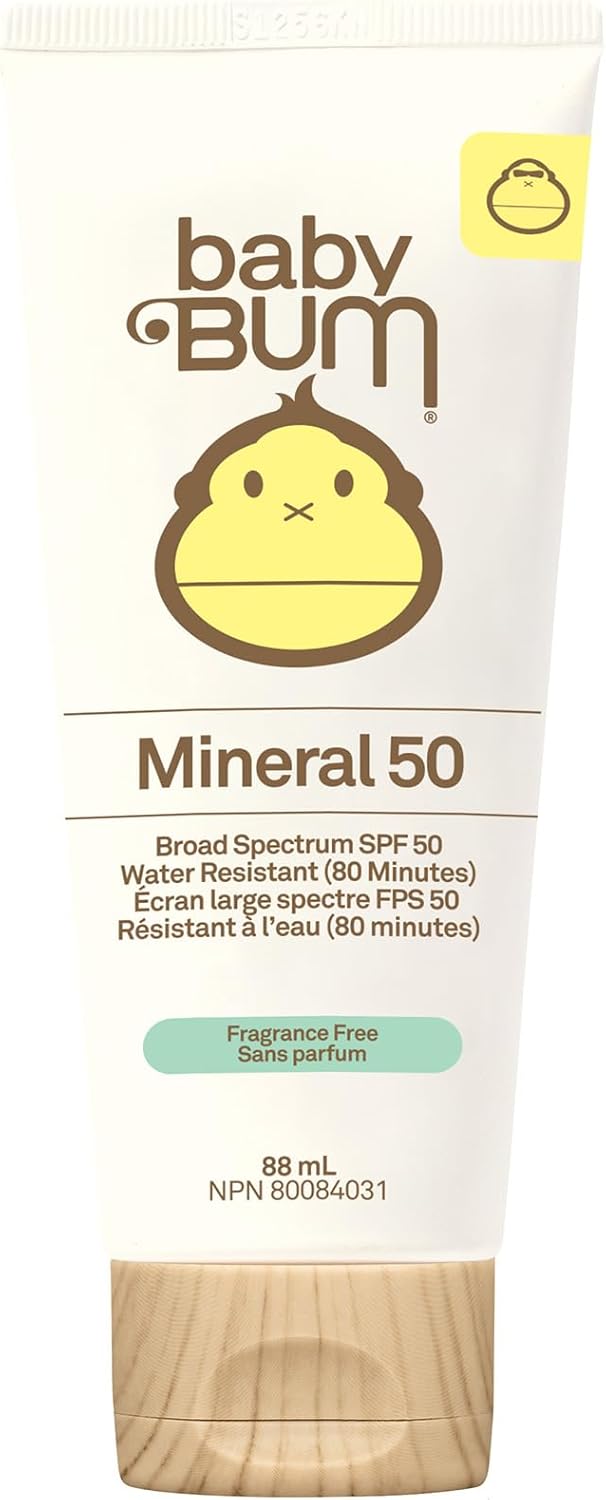 baby
BUM®
Mineral 50
Broad Spectrum SPF 50
Water Resistant (80 Minutes)
Écran large spectre FPS 50
Résistant à l'eau (80 minutes)
Fragrance Free
Sans parfum
88 mL
NPN 80084031